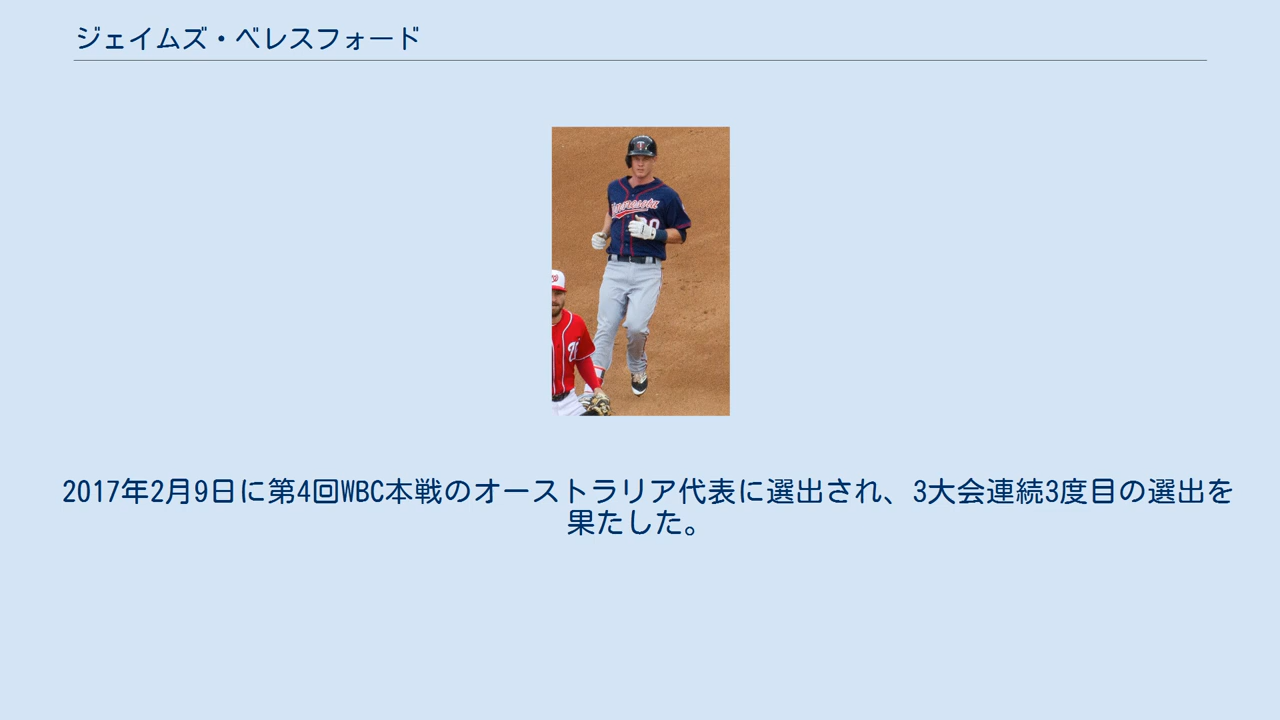 ジェイムズ・ベレスフォード
T
Minnesota
W
2017年2月9日に第4回WBC本戦のオーストラリア代表に選出され、3大会連続3度目の選出を
果たした。